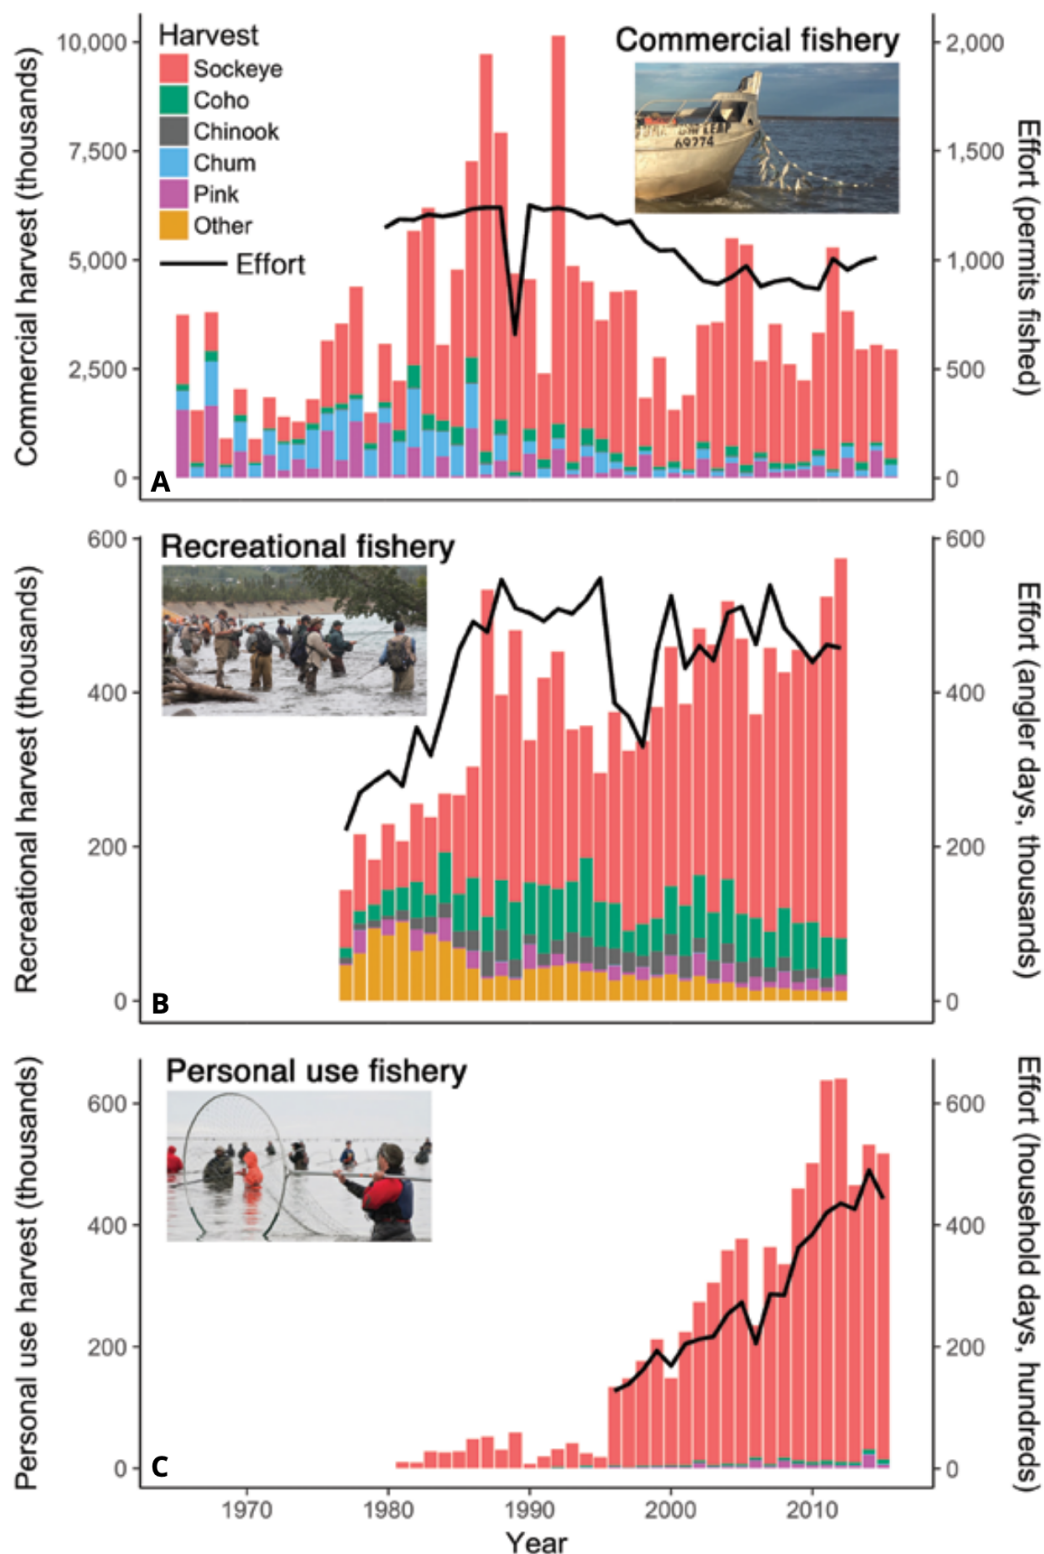 Commercial fishery
Harvest
Sockeye
Coho
Chinook
Chum
Pink
Other
Effort
Commercial harvest (thousands)
10,000
7,500
5,000
2,500
0
Effort (permits fished)
2,000
1,500
1,000
500
0
69274
A
Recreational fishery
Recreational harvest (thousands)
600
400
200
0
Effort (angler days, thousands)
600
400
200
0
B
Personal use fishery
Personal use harvest (thousands)
600
400
200
0
Effort (household days, hundreds)
600
400
200
0
C
1970 1980 1990 2000 2010
Year